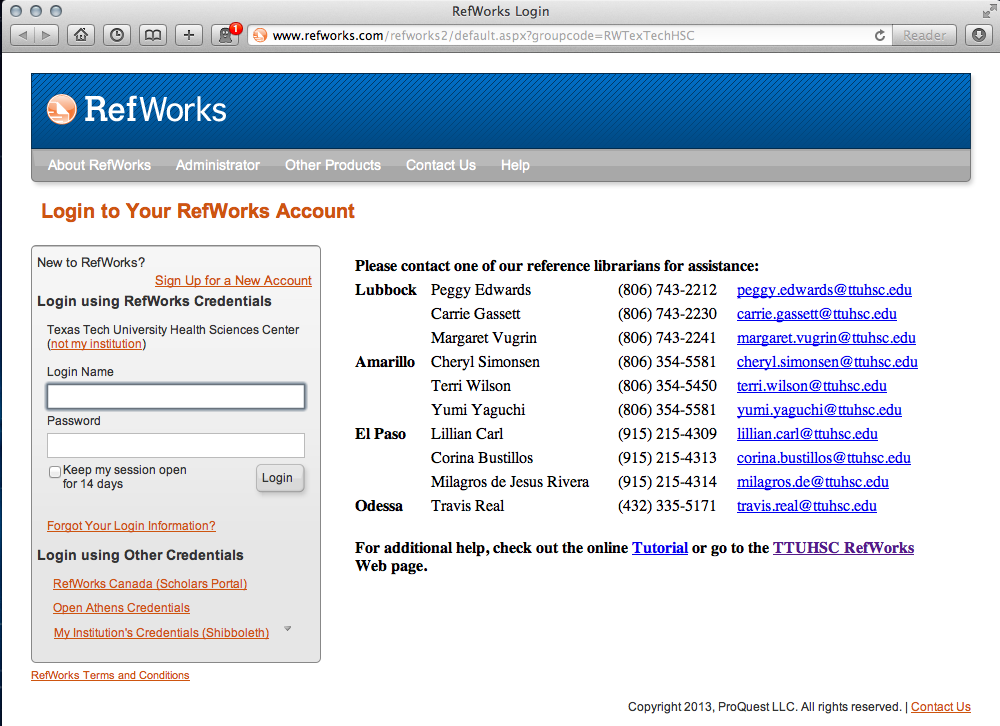 RefWorks Login
1
www.refworks.com/refworks2/default.aspx?groupcode=RWTexTechHSC
Reader
RefWorks
About RefWorks Administrator Other Products Contact Us Help
Login to Your RefWorks Account
New to RefWorks?
Sign Up for a New Account
Login using RefWorks Credentials
Texas Tech University Health Sciences Center
(not my institution)
Login Name
Password
Keep my session open
for 14 days
Login
Forgot Your Login Information?
Login using Other Credentials
RefWorks Canada (Scholars Portal)
Open Athens Credentials
My Institution's Credentials (Shibboleth)
RefWorks Terms and Conditions
Please contact one of our reference librarians for assistance:
Lubbock Peggy Edwards (806) 743-2212 peggy.edwards@ttuhsc.edu
Carrie Gassett (806) 743-2230 carrie.gassett@ttuhsc.edu
Margaret Vugrin (806) 743-2241 margaret.vugrin@ttuhsc.edu
Amarillo Cheryl Simonsen (806) 354-5581 cheryl.simonsen@ttuhsc.edu
Terri Wilson (806) 354-5450 terri.wilson@ttuhsc.edu
Yumi Yaguchi (806) 354-5581 yumi.yaguchi@ttuhsc.edu
El Paso Lillian Carl (915) 215-4309 lillian.carl@ttuhsc.edu
Corina Bustillos (915) 215-4313 corina.bustillos@ttuhsc.edu
Milagros de Jesus Rivera (915) 215-4314 milagros.de@ttuhsc.edu
Odessa Travis Real (432) 335-5171 travis.real@ttuhsc.edu
For additional help, check out the online Tutorial or go to the TTUHSC RefWorks
Web page.
Copyright 2013, ProQuest LLC. All rights reserved. | Contact Us